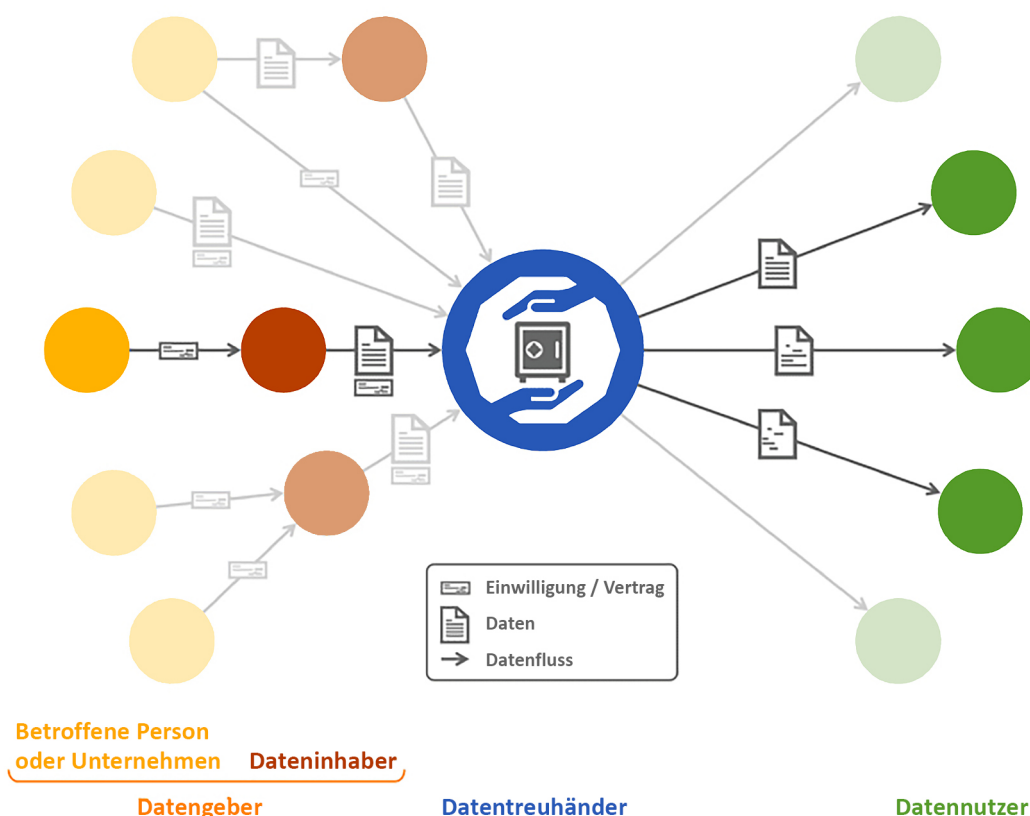 Einwilligung / Vertrag
Daten
Datenfluss
Betroffene Person
oder Unternehmen
Dateninhaber
Datengeber
Datentreuhänder
Datennutzer